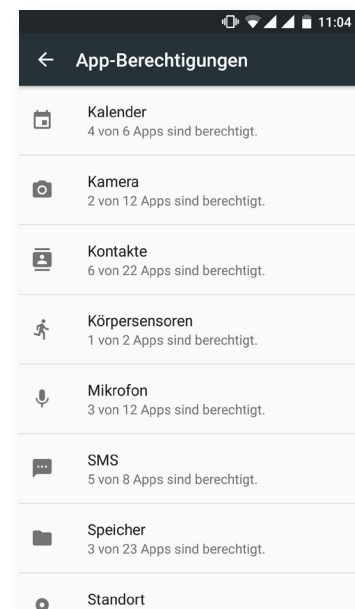 11:04
App-Berechtigungen
Kalender
4 von 6 Apps sind berechtigt.
Kamera
2 von 12 Apps sind berechtigt.
Kontakte
6 von 22 Apps sind berechtigt.
Körpersensoren
1 von 2 Apps sind berechtigt.
Mikrofon
3 von 12 Apps sind berechtigt.
SMS
5 von 8 Apps sind berechtigt.
Speicher
3 von 23 Apps sind berechtigt.
Standort